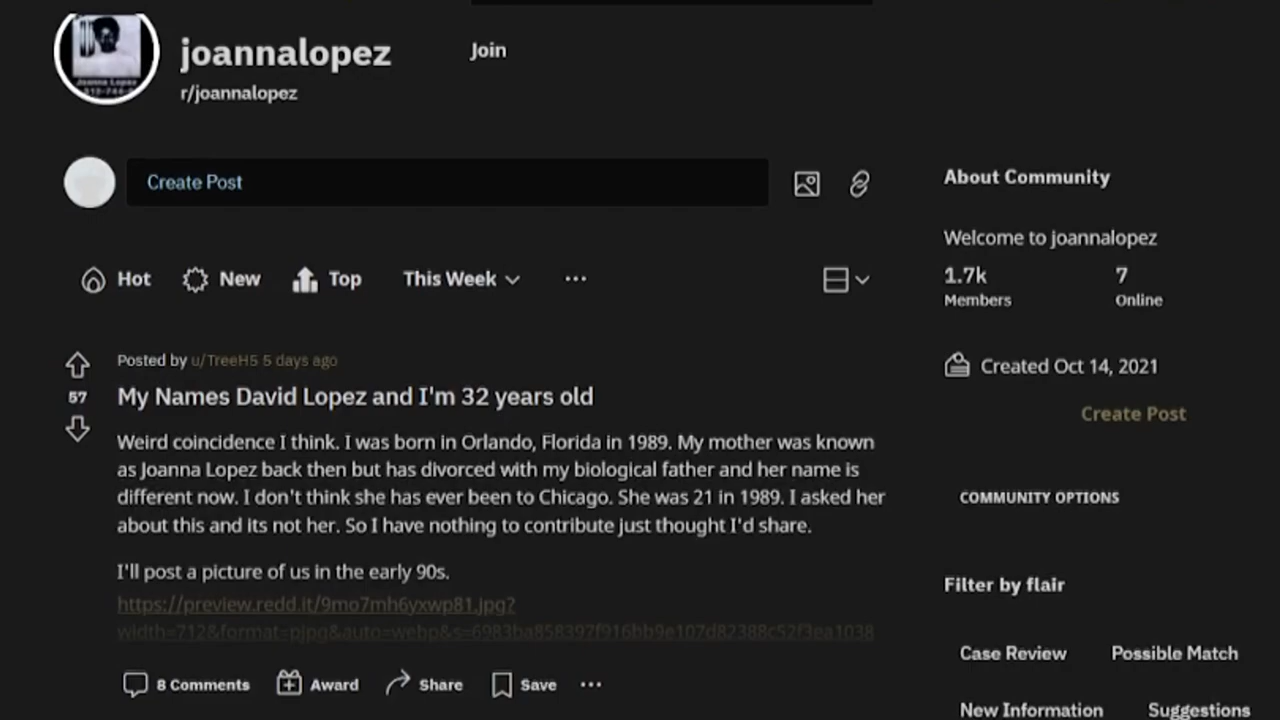 joannalopez
Join
r/joannalopez
Create Post
About Community
Welcome to joannalopez
1.7k
7
Members
Online
Hot
New
Top
This Week
Created Oct 14, 2021
Create Post
Posted by u/TreeH5 5 days ago
57
My Names David Lopez and I'm 32 years old
Weird coincidence I think. I was born in Orlando, Florida in 1989. My mother was known
as Joanna Lopez back then but has divorced with my biological father and her name is
different now. I don't think she has ever been to Chicago. She was 21 in 1989. I asked her
about this and its not her. So I have nothing to contribute just thought I'd share.
I'll post a picture of us in the early 90s.
https://preview.redd.it/9mo7mh6yxwp81.jpg?
width=712&format=pjpg&auto=webp&s=6983ba858397f916bb9e107d82388c52f3ea1038
8 Comments
Award
Share
Save
COMMUNITY OPTIONS
Filter by flair
Case Review
Possible Match
New Information
Suggestions